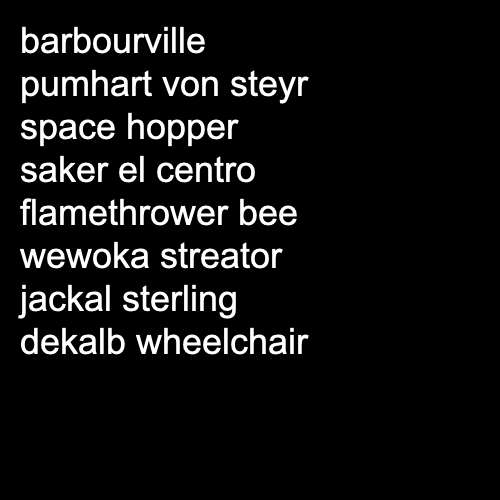 barbourville
pumhart von steyr
space hopper
saker el centro
flamethrower bee
wewoka streator
jackal sterling
dekalb wheelchair